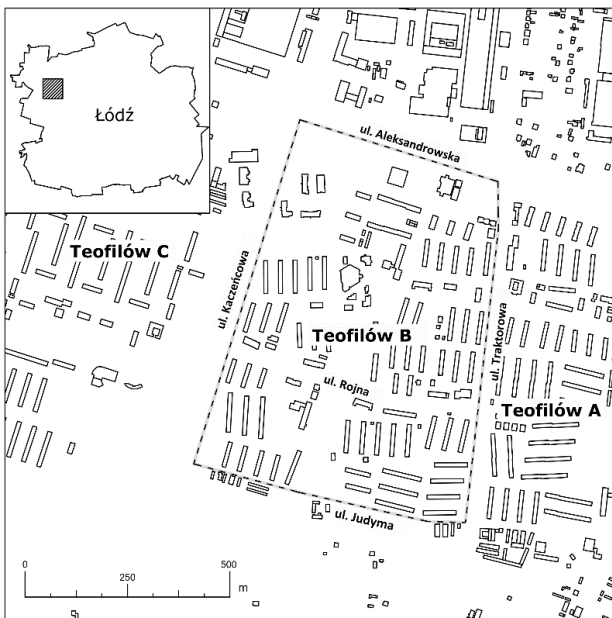 Łódź
ul. Aleksandrowska
Teofilów C
ul. Kaczeńcowa
Teofilów B
ul. Traktorowa
ul. Rojna
Teofilów A
ul. Judyma
0
500
250
m